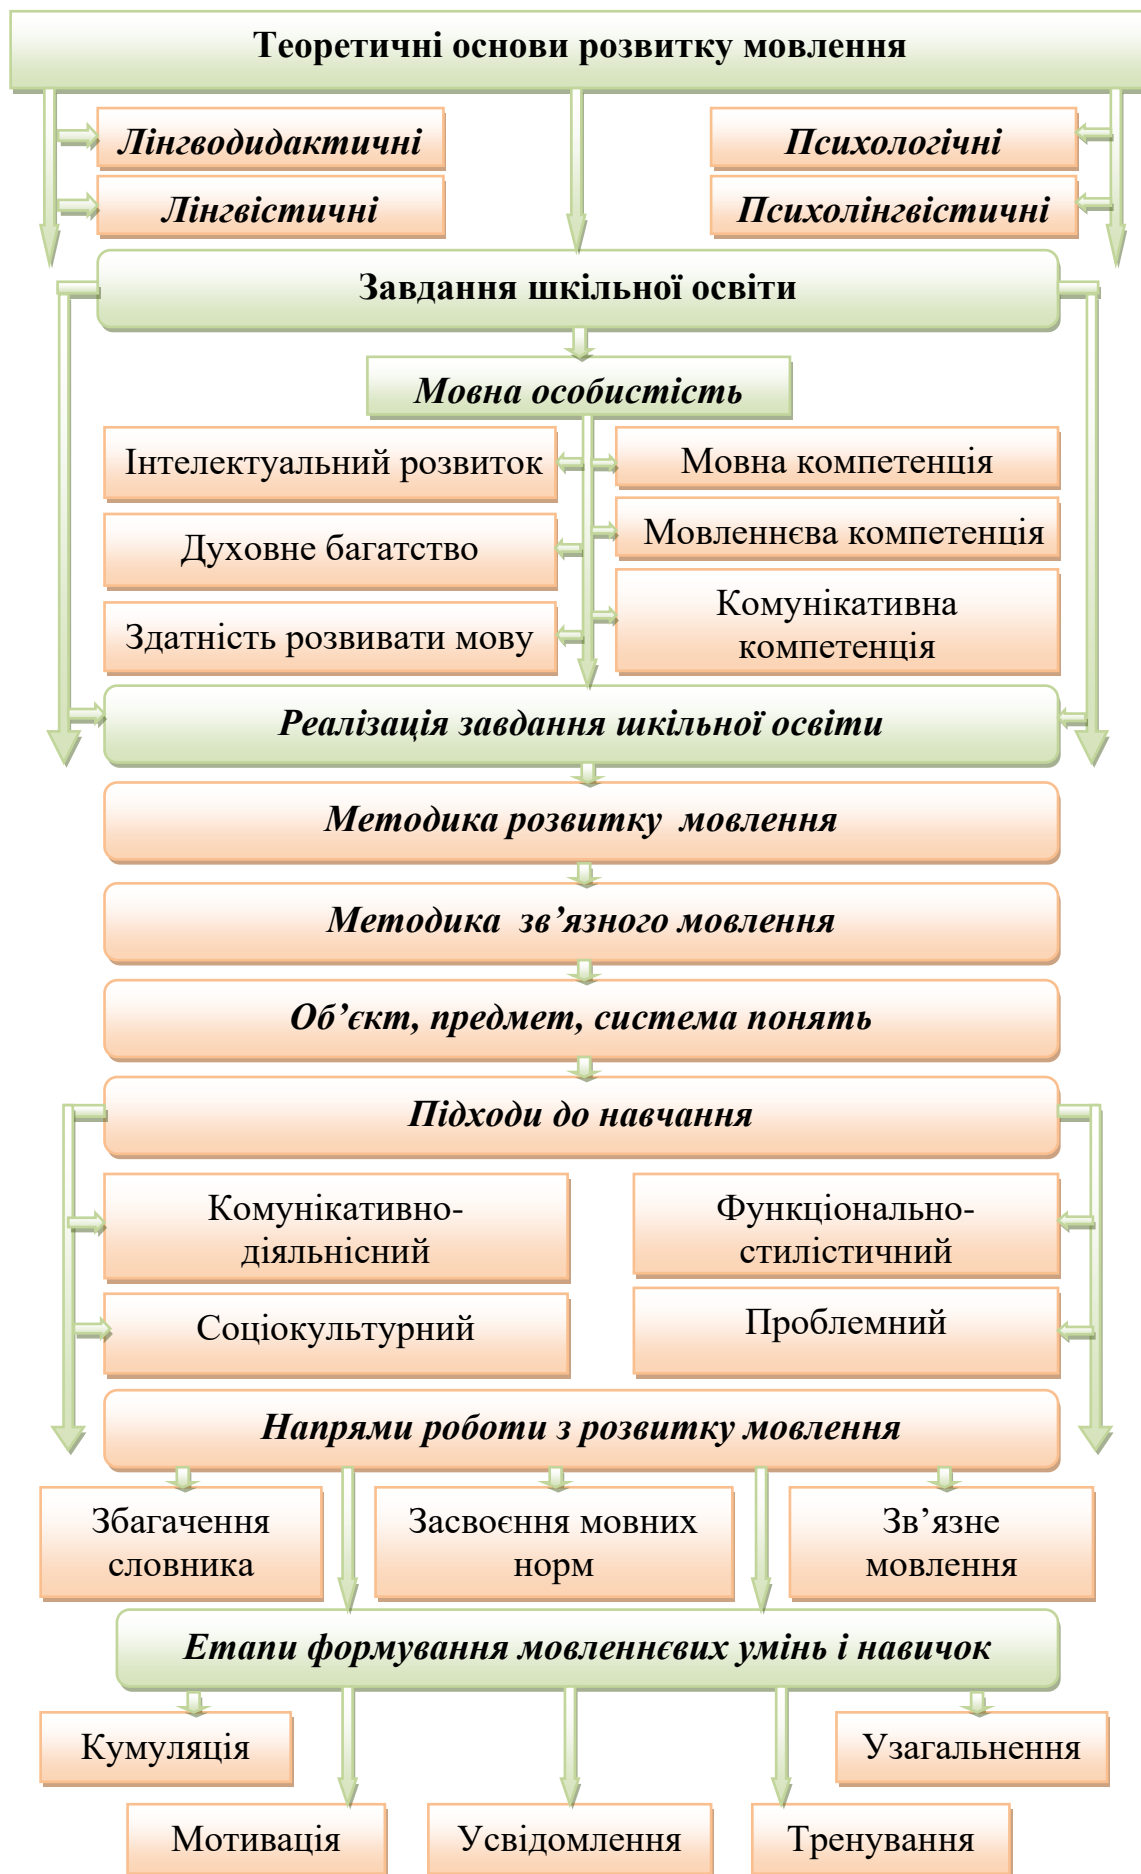 Теоретичні основи розвитку мовлення
Лінгводидактичні
Психологічні
Лінгвістичні
Психолінгвістичні
Завдання шкільної освіти
Мовна особистість
Інтелектуальний розвиток
Мовна компетенція
Духовне багатство
Мовленнєва компетенція
Здатність розвивати мову
Комунікативна
компетенція
Реалізація завдання шкільної освіти
Методика розвитку мовлення
Методика зв’язного мовлення
Об’єкт, предмет, система понять
Підходи до навчання
Комунікативно-
діяльнісний
Функціонально-
стилістичний
Соціокультурний
Проблемний
Напрями роботи з розвитку мовлення
Збагачення
словника
Засвоєння мовних
норм
Зв’язне
мовлення
Етапи формування мовленнєвих умінь і навичок
Кумуляція
Узагальнення
Мотивація
Усвідомлення
Тренування